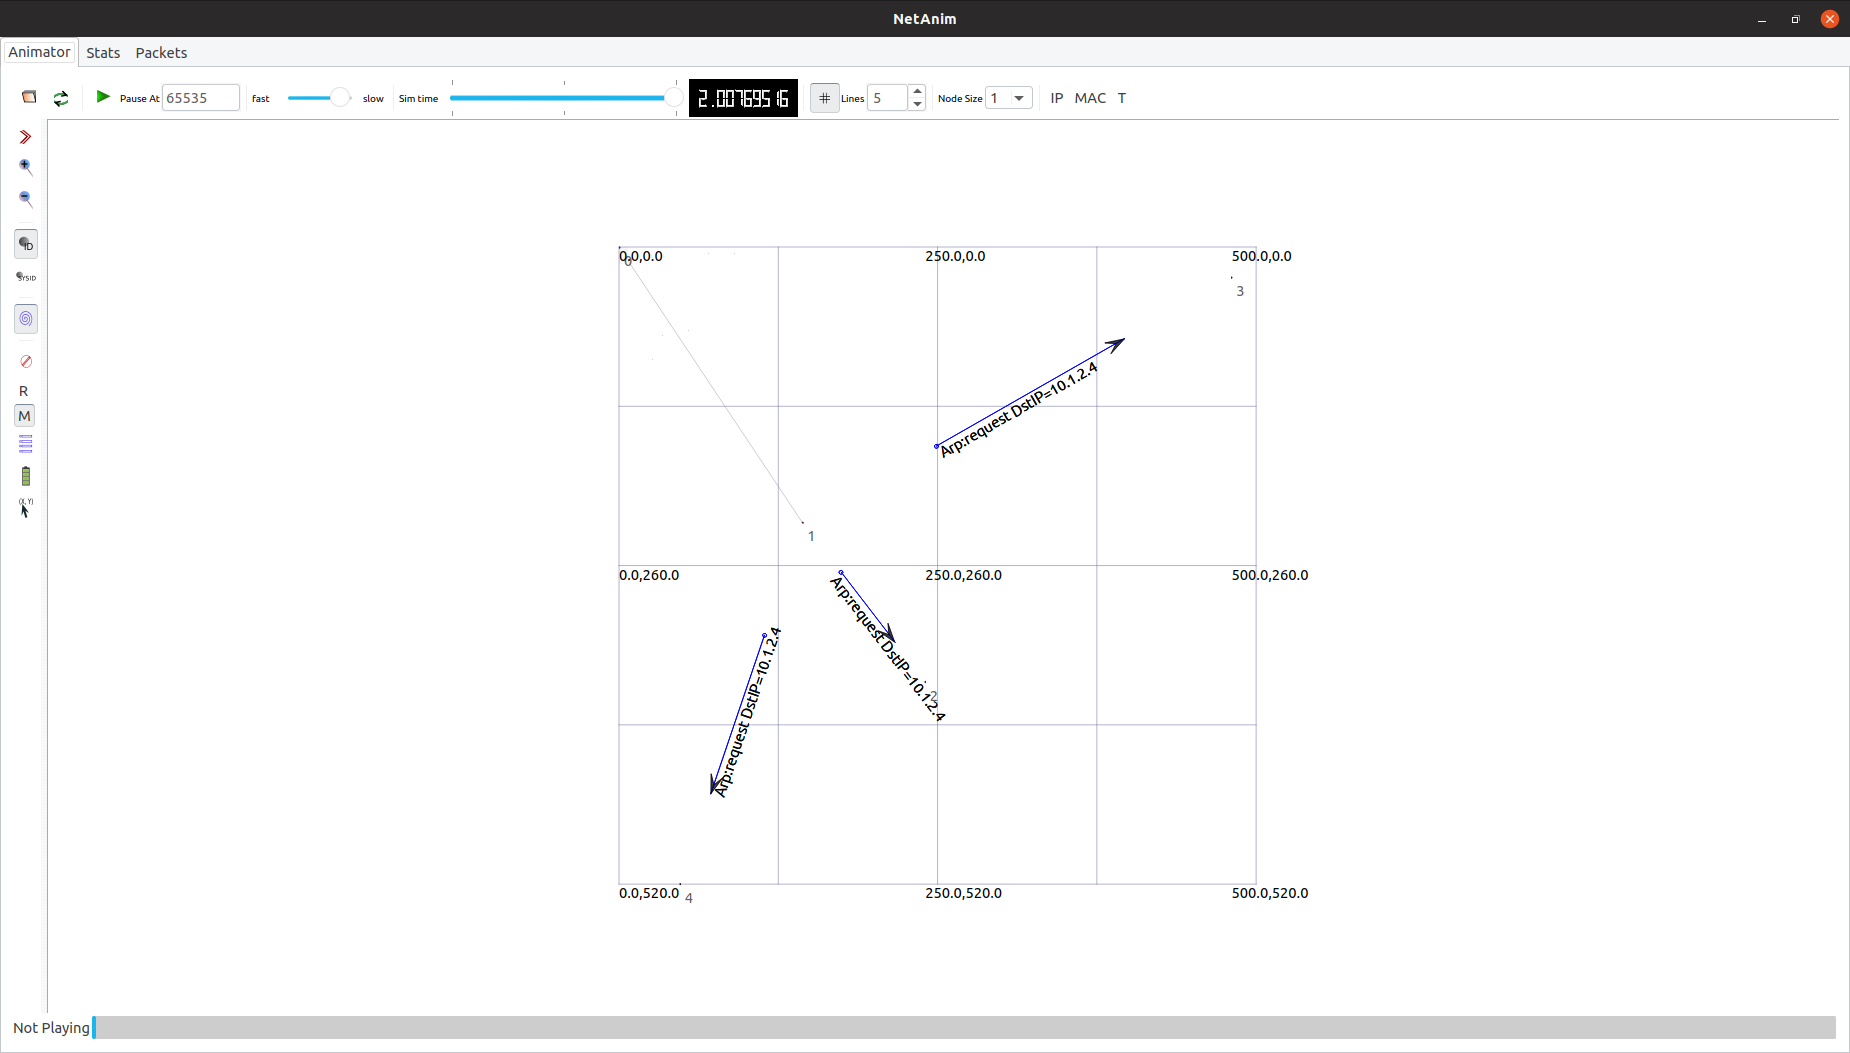 NetAnim
Animator Stats Packets
Pause At 65535 fast slow Sim time 2.00769516 # Lines 5 Node Size 1 IP MAC T
ID
SYSID
R
M
(X, Y)
0.0,0.0 250.0,0.0 500.0,0.0
0
3
Arp:request DstIP=10.1.2.4
1
0.0,260.0 250.0,260.0 500.0,260.0
Arp:request DstIP=10.1.2.4
Arp:request DstIP=10.1.2.4
2
0.0,520.0 250.0,520.0 500.0,520.0
4
Not Playing